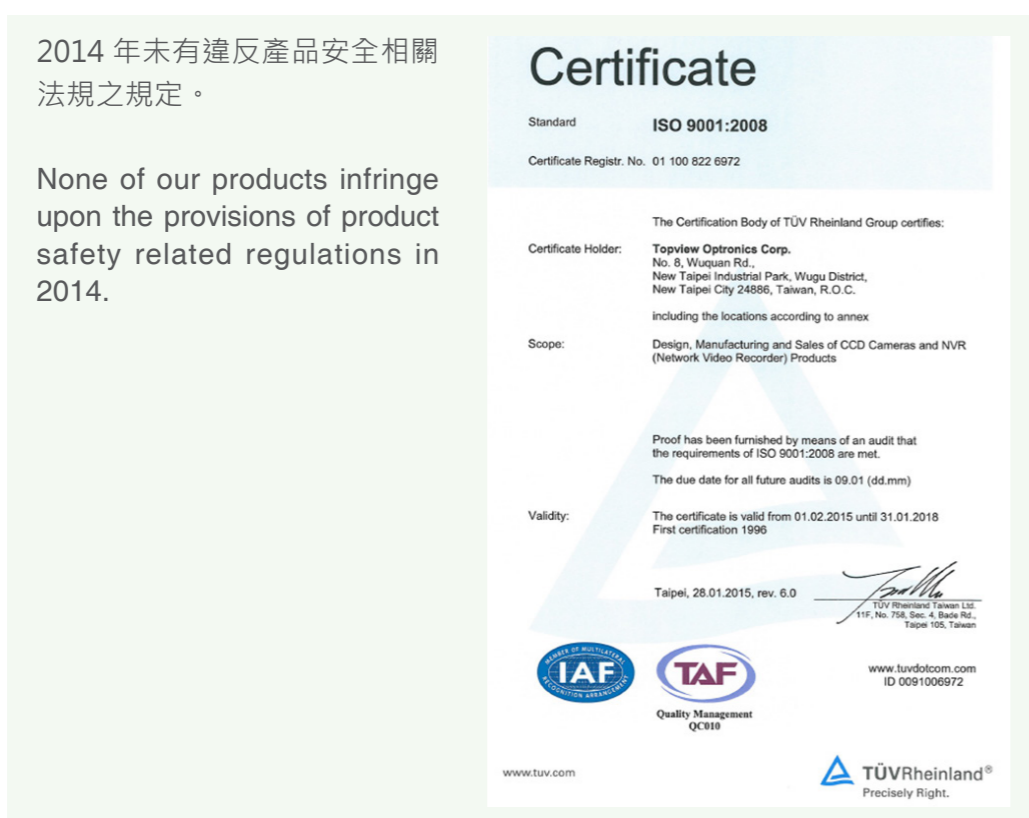 2014 年未有違反產品安全相關
法規之規定。
None of our products infringe
upon the provisions of product
safety related regulations in
2014.
Certificate
Standard ISO 9001:2008
Certificate Registr. No. 01 100 822 6972
The Certification Body of TÜV Rheinland Group certifies:
Certificate Holder: Topview Optronics Corp.
No. 8, Wuquan Rd.,
New Taipei Industrial Park, Wugu District,
New Taipei City 24886, Taiwan, R.O.C.
including the locations according to annex
Scope: Design, Manufacturing and Sales of CCD Cameras and NVR
(Network Video Recorder) Products
Proof has been furnished by means of an audit that
the requirements of ISO 9001:2008 are met.
The due date for all future audits is 09.01 (dd.mm)
Validity: The certificate is valid from 01.02.2015 until 31.01.2018
First certification 1996
Taipei, 28.01.2015, rev. 6.0
TÜV Rheinland Taiwan Ltd.
11F, No. 758, Sec. 4, Bade Rd.,
Taipei 105, Taiwan
MEMBER OF MULTILATERAL
IAF
RECOGNITION ARRANGEMENT
TAF
Quality Management
QC010
www.tuvdotcom.com
ID 0091006972
www.tuv.com
TÜVRheinland®
Precisely Right.